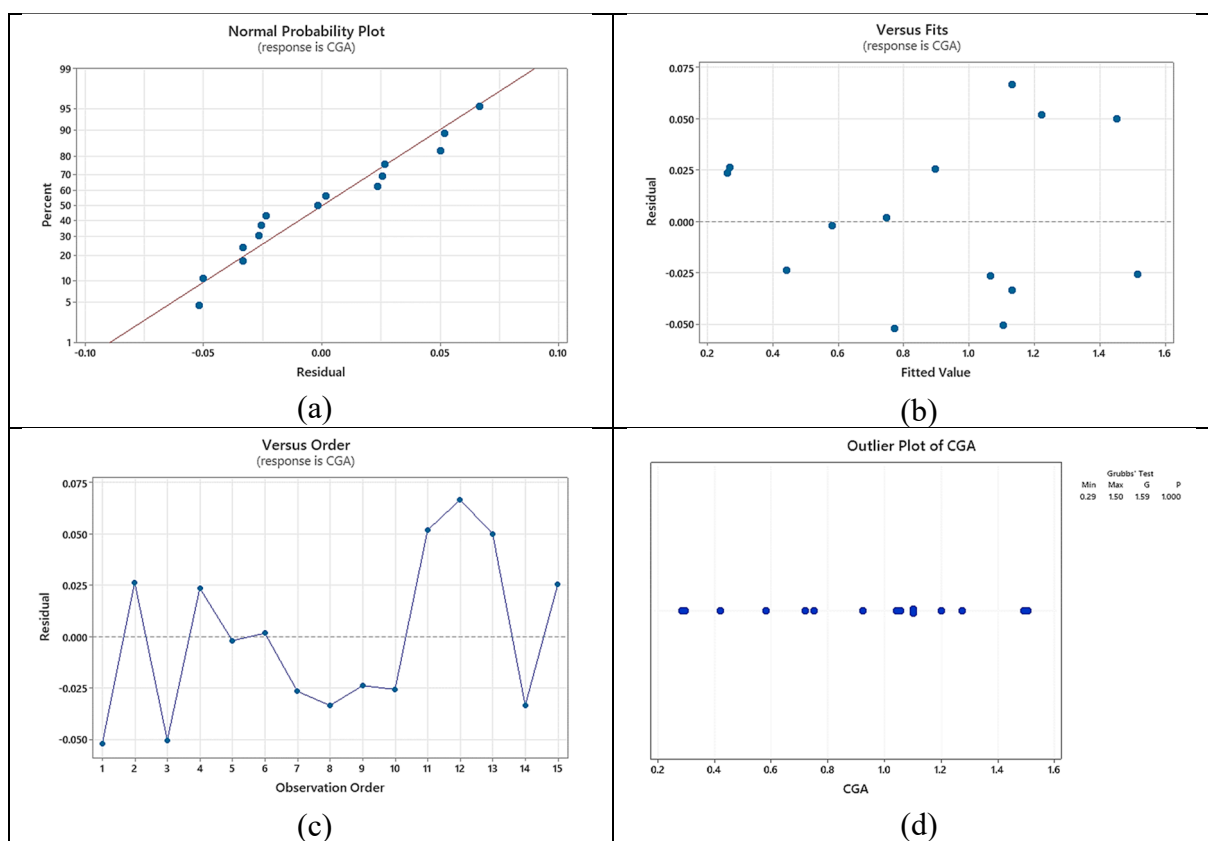 Normal Probability Plot
(response is CGA)
99
95
90
80
70
60
50
40
30
20
10
5
1
Percent
-0.10
-0.05
0.00
0.05
0.10
Residual
(a)
Versus Fits
(response is CGA)
0.075
0.050
0.025
0.000
-0.025
-0.050
Residual
0.2
0.4
0.6
0.8
1.0
1.2
1.4
1.6
Fitted Value
(b)
Versus Order
(response is CGA)
0.075
0.050
0.025
0.000
-0.025
-0.050
Residual
1 2 3 4 5 6 7 8 9 10 11 12 13 14 15
Observation Order
(c)
Outlier Plot of CGA
Grubbs' Test
Min Max G P
0.29 1.50 1.59 1.000
0.2 0.4 0.6 0.8 1.0 1.2 1.4 1.6
CGA
(d)